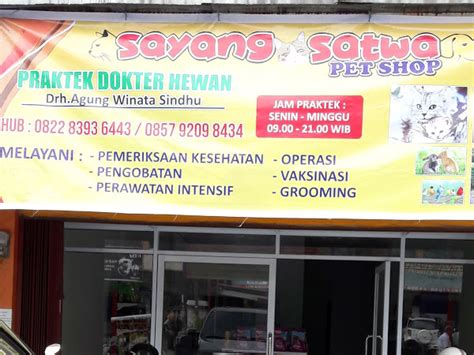 sayang satwa
PET SHOP
PRAKTEK DOKTER HEWAN
Drh.Agung Winata Sindhu
HUB : 0822 8393 6443 / 0857 9209 8434
JAM PRAKTEK :
SENIN - MINGGU
09.00 - 21.00 WIB
MELAYANI : - PEMERIKSAAN KESEHATAN - OPERASI
- PENGOBATAN - VAKSINASI
- PERAWATAN INTENSIF - GROOMING